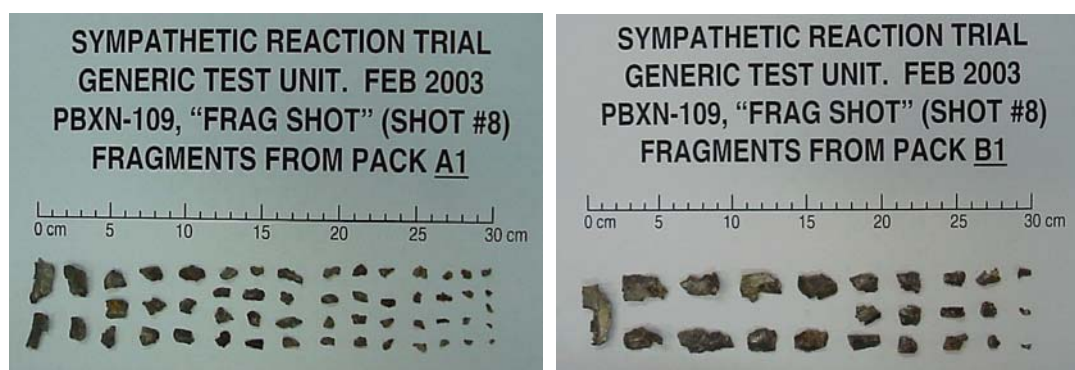 SYMPATHETIC REACTION TRIAL
GENERIC TEST UNIT. FEB 2003
PBXN-109, “FRAG SHOT” (SHOT #8)
FRAGMENTS FROM PACK A1
0 cm 5 10 15 20 25 30 cm
SYMPATHETIC REACTION TRIAL
GENERIC TEST UNIT. FEB 2003
PBXN-109, “FRAG SHOT” (SHOT #8)
FRAGMENTS FROM PACK B1
0 cm 5 10 15 20 25 30 cm